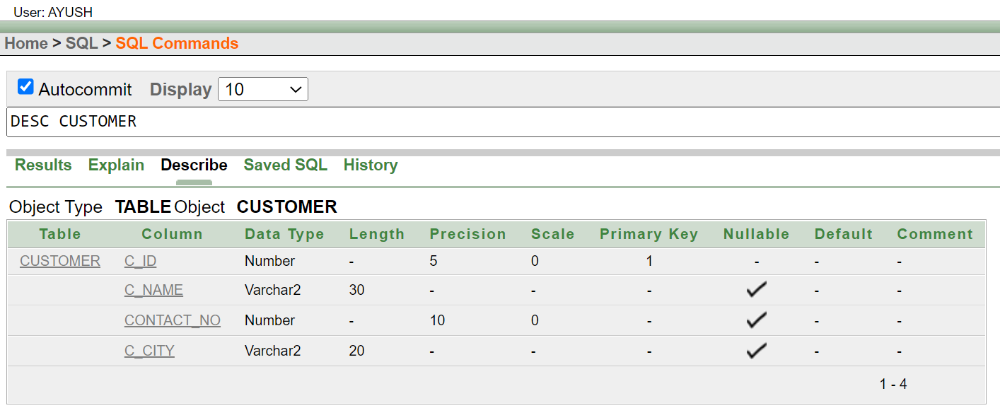 User: AYUSH
Home > SQL > SQL Commands
Autocommit Display 10
DESC CUSTOMER
Results Explain Describe Saved SQL History
Object Type TABLE Object CUSTOMER
Table Column Data Type Length Precision Scale Primary Key Nullable Default Comment
CUSTOMER C_ID Number - 5 0 1 - - -
C_NAME Varchar2 30 - - - - -
CONTACT_NO Number - 10 0 - - -
C_CITY Varchar2 20 - - - - -
1 - 4